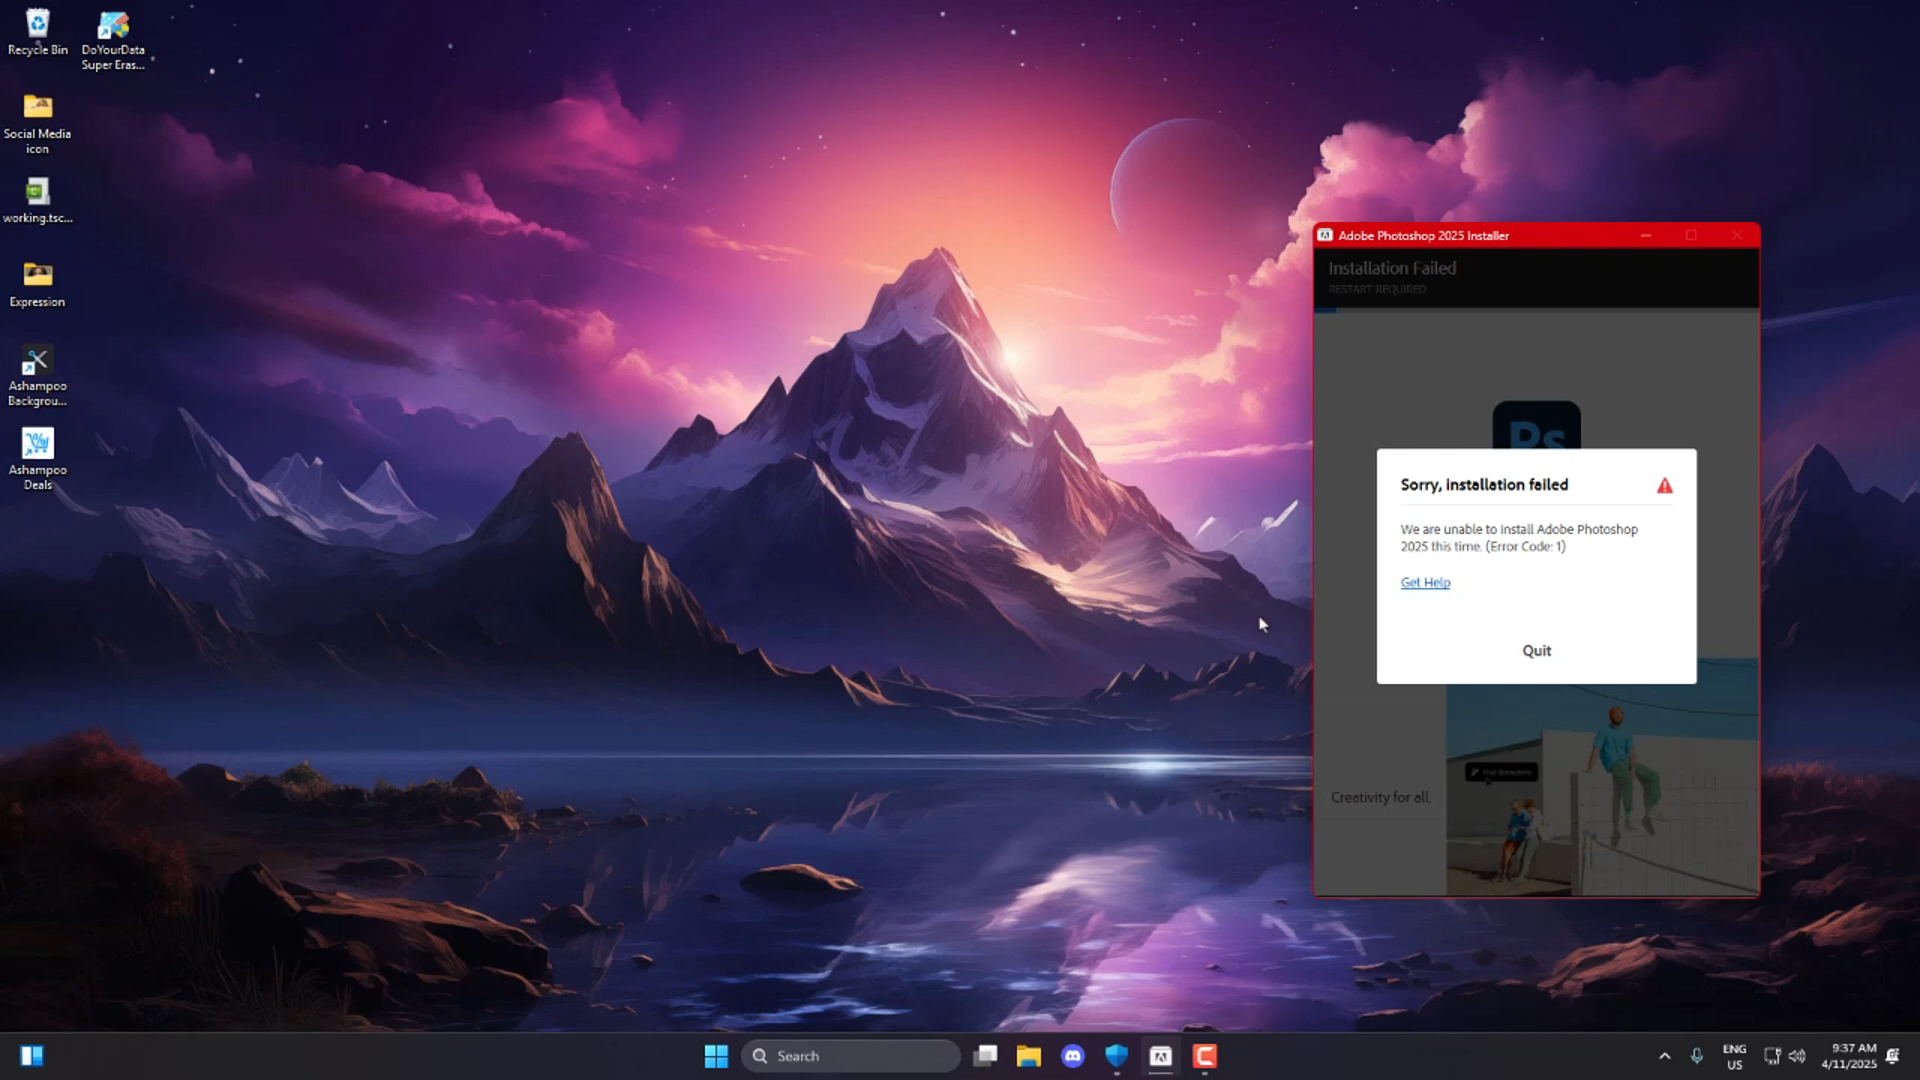 Recycle Bin
DoYourData
Super Eras...
Social Media
icon
working.tsc...
Expression
Ashampoo
Backgrou...
Ashampoo
Deals
Adobe Photoshop 2025 Installer
Installation Failed
RESTART REQUIRED
Ps
Sorry, installation failed
We are unable to install Adobe Photoshop
2025 this time. (Error Code: 1)
Get Help
Quit
Creativity for all.
Search
ENG
US
9:37 AM
4/11/2025